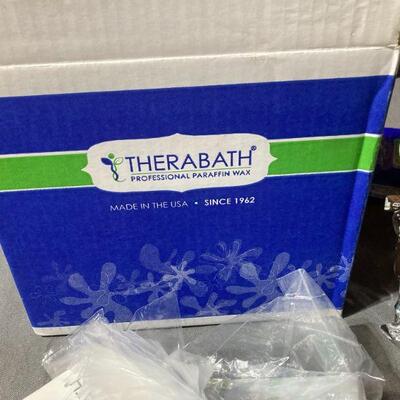 THERABATH®
PROFESSIONAL PARAFFIN WAX
MADE IN THE USA • SINCE 1962